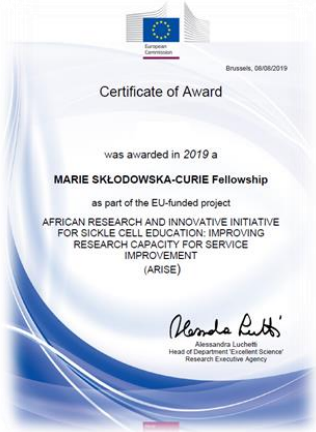 European
Commission
Brussels, 08/08/2019
Certificate of Award
was awarded in 2019 a
MARIE SKŁODOWSKA-CURIE Fellowship
as part of the EU-funded project
AFRICAN RESEARCH AND INNOVATIVE INITIATIVE
FOR SICKLE CELL EDUCATION: IMPROVING
RESEARCH CAPACITY FOR SERVICE
IMPROVEMENT
(ARISE)
Alessandra Luchetti
Head of Department 'Excellent Science'
Research Executive Agency